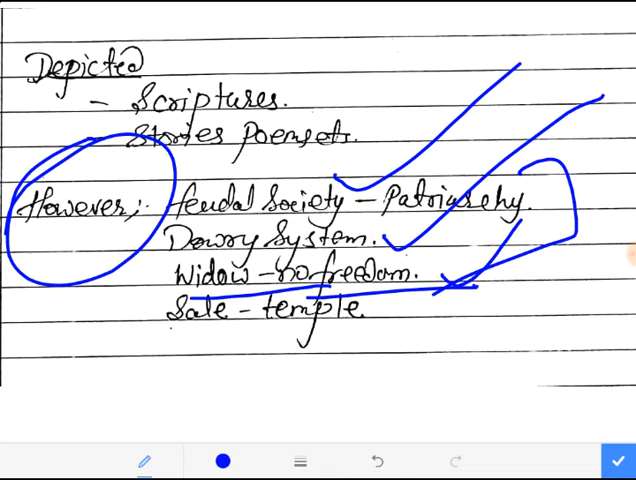 Depicted
- Scriptures.
- Stories Poems etc.
However; - feudal Society - Patriarchy.
Dowry System.
Widow - no freedom.
Sale - temple.